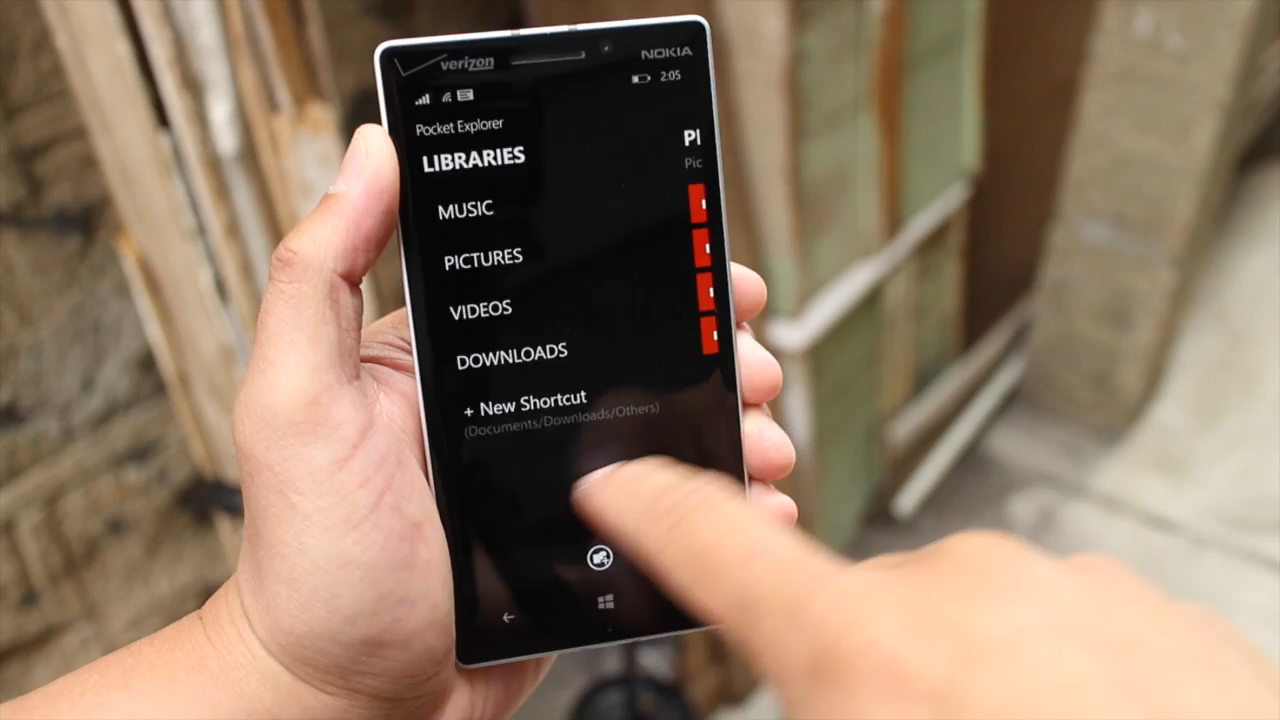 verizon
NOKIA
2:05
Pocket Explorer
LIBRARIES
PI
Pic
MUSIC
PICTURES
VIDEOS
DOWNLOADS
+ New Shortcut
(Documents/Downloads/Others)